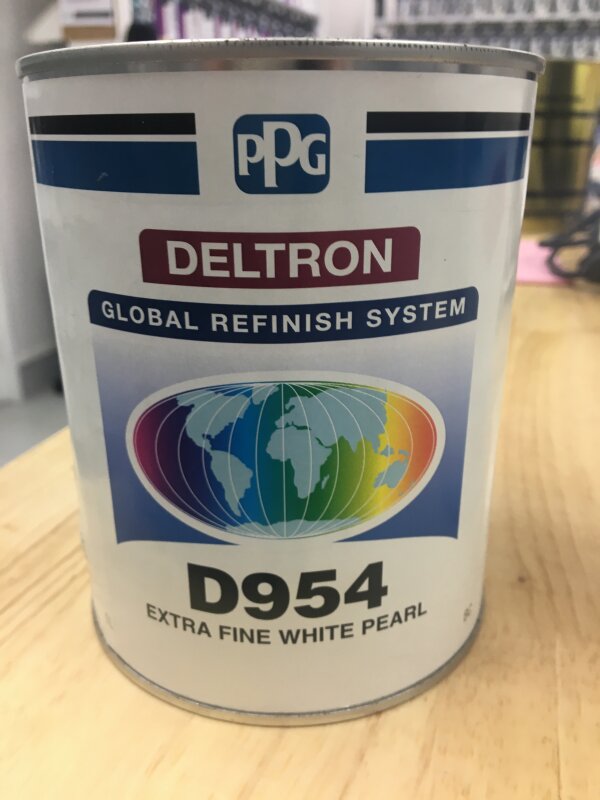 PPG
DELTRON
GLOBAL REFINISH SYSTEM
D954
EXTRA FINE WHITE PEARL